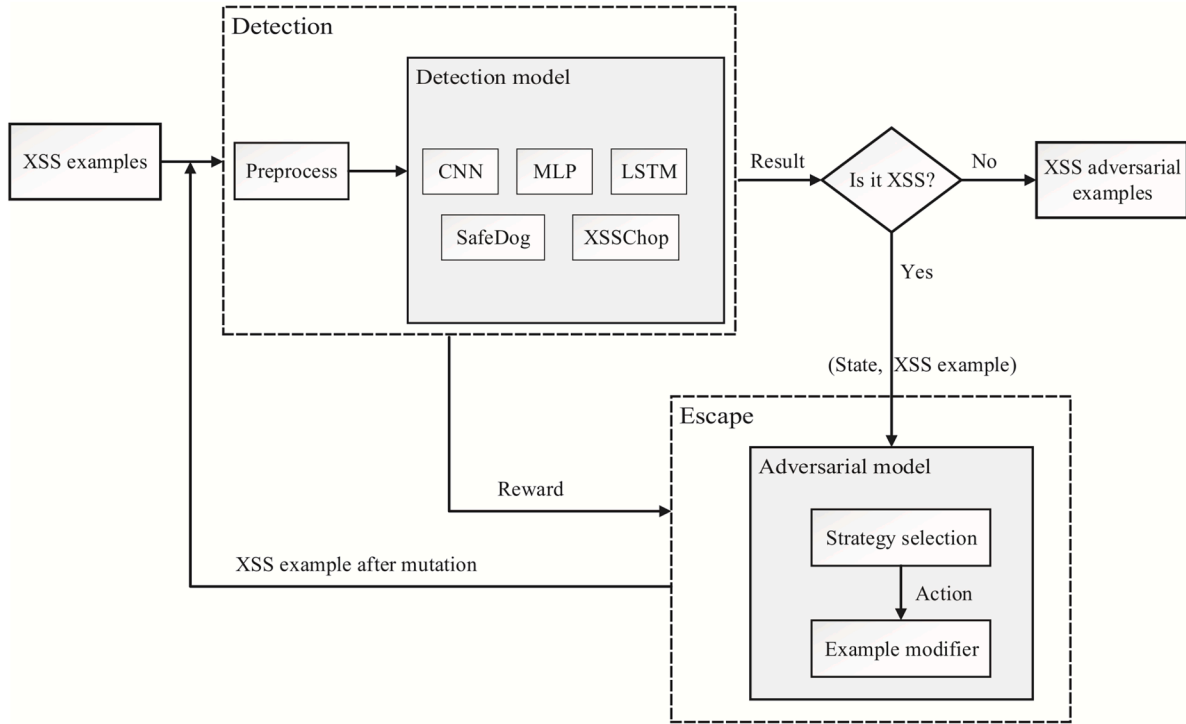 Detection
Detection model
XSS examples
Preprocess
CNN
MLP
LSTM
SafeDog
XSSChop
Result
Is it XSS?
No
XSS adversarial
examples
Yes
(State, XSS example)
Escape
Adversarial model
Reward
Strategy selection
XSS example after mutation
Action
Example modifier